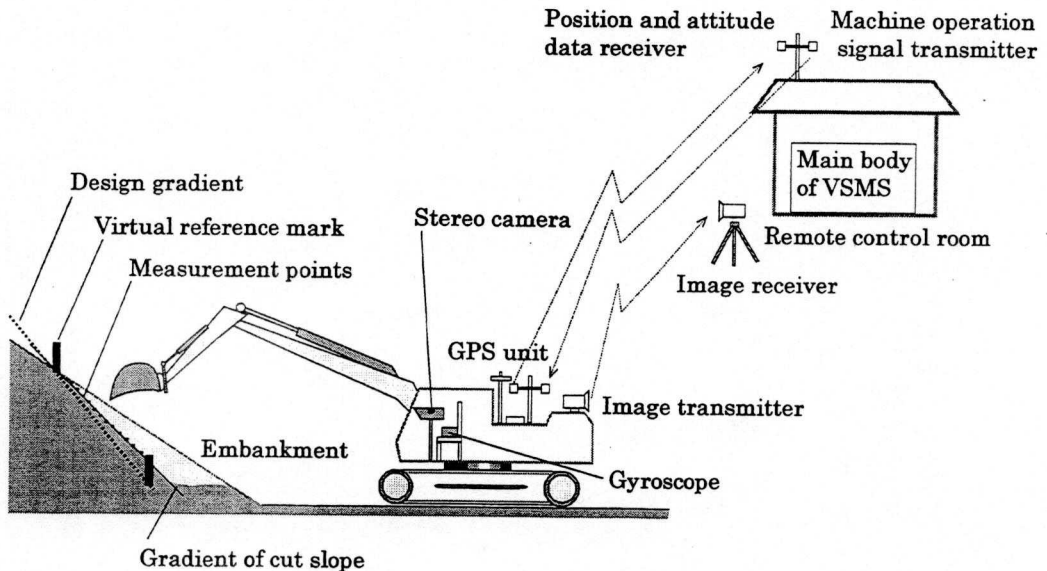 Position and attitude
data receiver
Machine operation
signal transmitter
Main body
of VSMS
Design gradient
Virtual reference mark
Stereo camera
Measurement points
Remote control room
Image receiver
GPS unit
Image transmitter
Embankment
Gyroscope
Gradient of cut slope